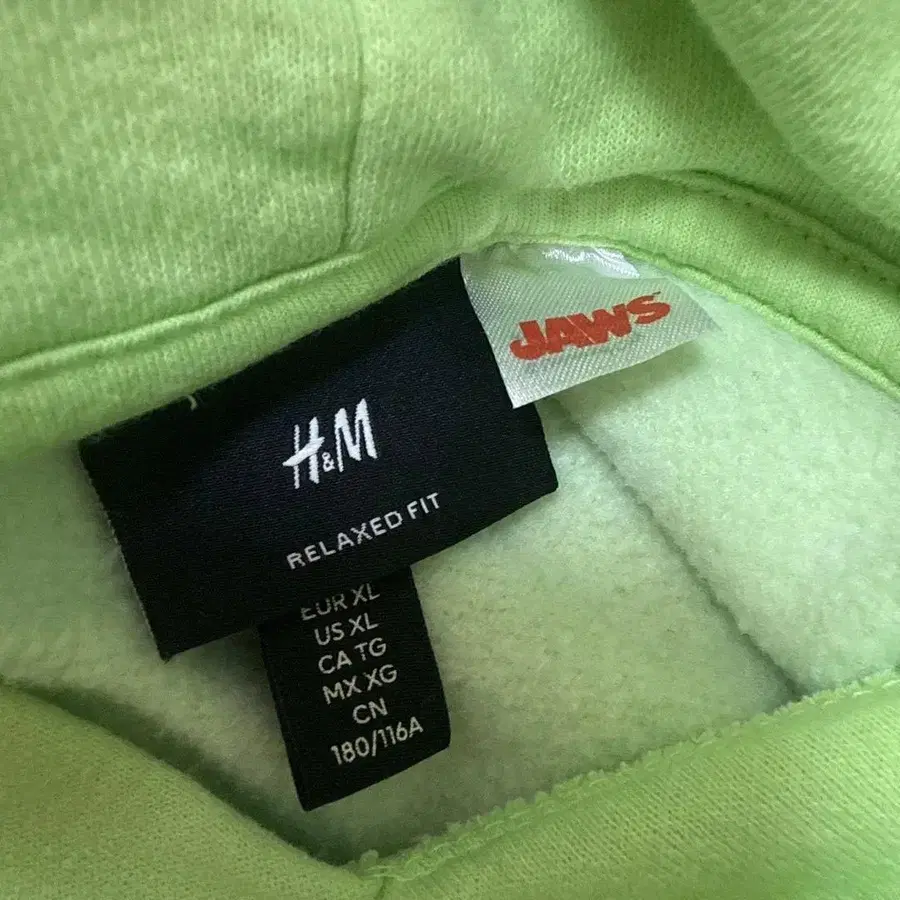 JAWS
H&M
RELAXED FIT
EUR XL
US XL
CA TG
MX XG
CN
180/116A